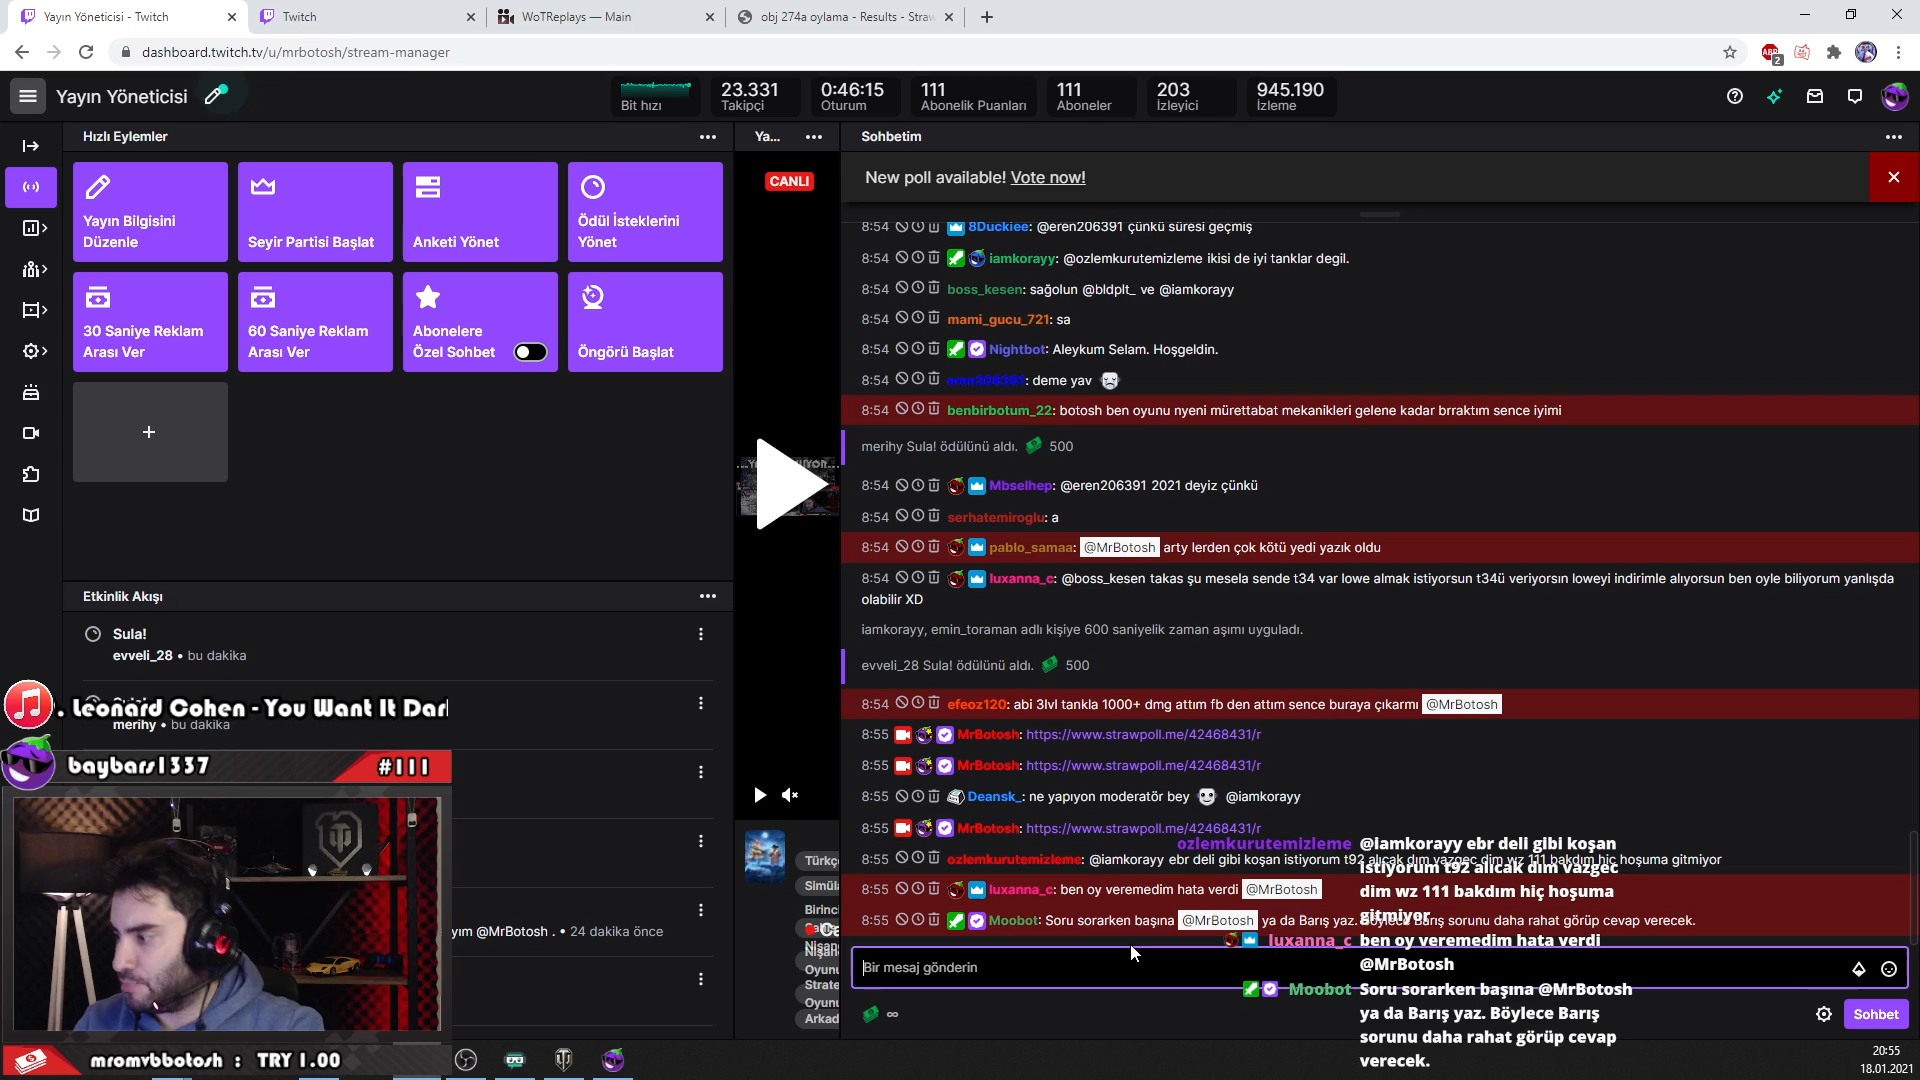 Yayın Yöneticisi - Twitch
Twitch
WoTReplays — Main
obj 274a oylama - Results - Straw
dashboard.twitch.tv/u/mrbotosh/stream-manager
ABP
2
Yayın Yöneticisi
Bit hızı
23.331
Takipçi
0:46:15
Oturum
111
Abonelik Puanları
111
Aboneler
203
İzleyici
945.190
İzleme
Hızlı Eylemler
Ya...
Sohbetim
Yayın Bilgisini
Düzenle
Seyir Partisi Başlat
Anketi Yönet
Ödül İsteklerini
Yönet
30 Saniye Reklam
Arası Ver
60 Saniye Reklam
Arası Ver
Abonelere
Özel Sohbet
Öngörü Başlat
+
CANLI
New poll available! Vote now!
8:54 8Duckiee: @eren206391 çünkü süresi geçmiş
8:54 iamkorayy: @ozlemkurutemizleme ikisi de iyi tanklar degil.
8:54 boss_kesen: sağolun @bldplt_ ve @iamkorayy
8:54 mami_gucu_721: sa
8:54 Nightbot: Aleykum Selam. Hoşgeldin.
8:54 eren206391: deme yav
8:54 benbirbotum_22: botosh ben oyunu nyeni mürettabat mekanikleri gelene kadar brraktım sence iyimi
merihy Sula! ödülünü aldı. 500
8:54 Mbselhep: @eren206391 2021 deyiz çünkü
8:54 serhatemiroglu: a
8:54 pablo_samaa: @MrBotosh arty lerden çok kötü yedi yazık oldu
8:54 luxanna_c: @boss_kesen takas şu mesela sende t34 var lowe almak istiyorsun t34ü veriyorsın loweyi indirimle alıyorsun ben oyle biliyorum yanlışda
olabilir XD
iamkorayy, emin_toraman adlı kişiye 600 saniyelik zaman aşımı uyguladı.
evveli_28 Sula! ödülünü aldı. 500
8:54 efeoz120: abi 3lvl tankla 1000+ dmg attım fb den attım sence buraya çıkarmı @MrBotosh
8:55 MrBotosh: https://www.strawpoll.me/42468431/r
8:55 MrBotosh: https://www.strawpoll.me/42468431/r
8:55 Deansk_: ne yapıyon moderatör bey @iamkorayy
8:55 MrBotosh: https://www.strawpoll.me/42468431/r
8:55 ozlemkurutemizleme: @iamkorayy ebr deli gibi koşan istiyorum t92 alıcak dım vazgec dim wz 111 bakdım hiç hoşuma gitmiyor
8:55 luxanna_c: ben oy veremedim hata verdi @MrBotosh
8:55 Moobot: Soru sorarken başına @MrBotosh ya da Barış yaz. Böylece Barış sorunu daha rahat görüp cevap verecek.
Bir mesaj gönderin
Sohbet
ozlemkurutemizleme @iamkorayy ebr deli gibi koşan
istiyorum t92 alıcak dım vazgec
dim wz 111 bakdım hiç hoşuma
gitmiyor
luxanna_c ben oy veremedim hata verdi
@MrBotosh
Moobot Soru sorarken başına @MrBotosh
ya da Barış yaz. Böylece Barış
sorunu daha rahat görüp cevap
verecek.
Etkinlik Akışı
Sula!
evveli_28 • bu dakika
merihy • bu dakika
. Leonard Cohen - You Want It Dar
baybars1337 #111
yım @MrBotosh . • 24 dakika önce
Türkç
Simüla
Birinci
Nişan
Nişan
Oyunu
Strate
Oyunu
Arkad
mromvbbotosh : TRY 1.00
20:55
18.01.2021